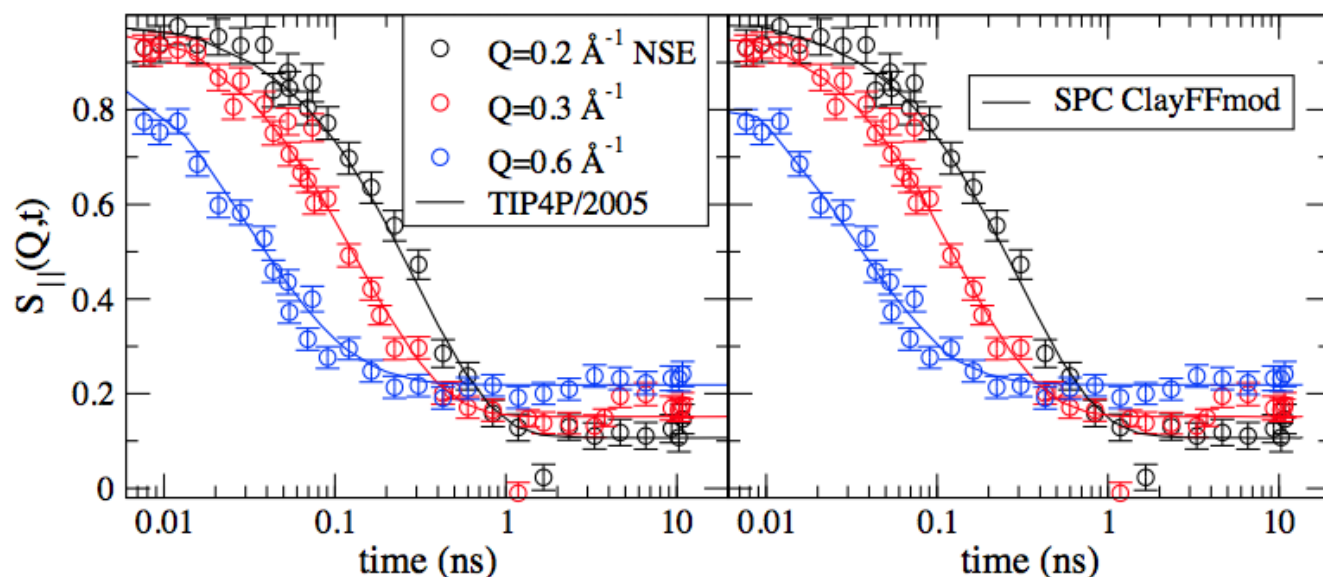 S||(Q,t)
0.8
0.6
0.4
0.2
0
Q=0.2 Å⁻¹ NSE
Q=0.3 Å⁻¹
Q=0.6 Å⁻¹
TIP4P/2005
SPC ClayFFmod
0.01 0.1 1 10 0.01 0.1 1 10
time (ns) time (ns)